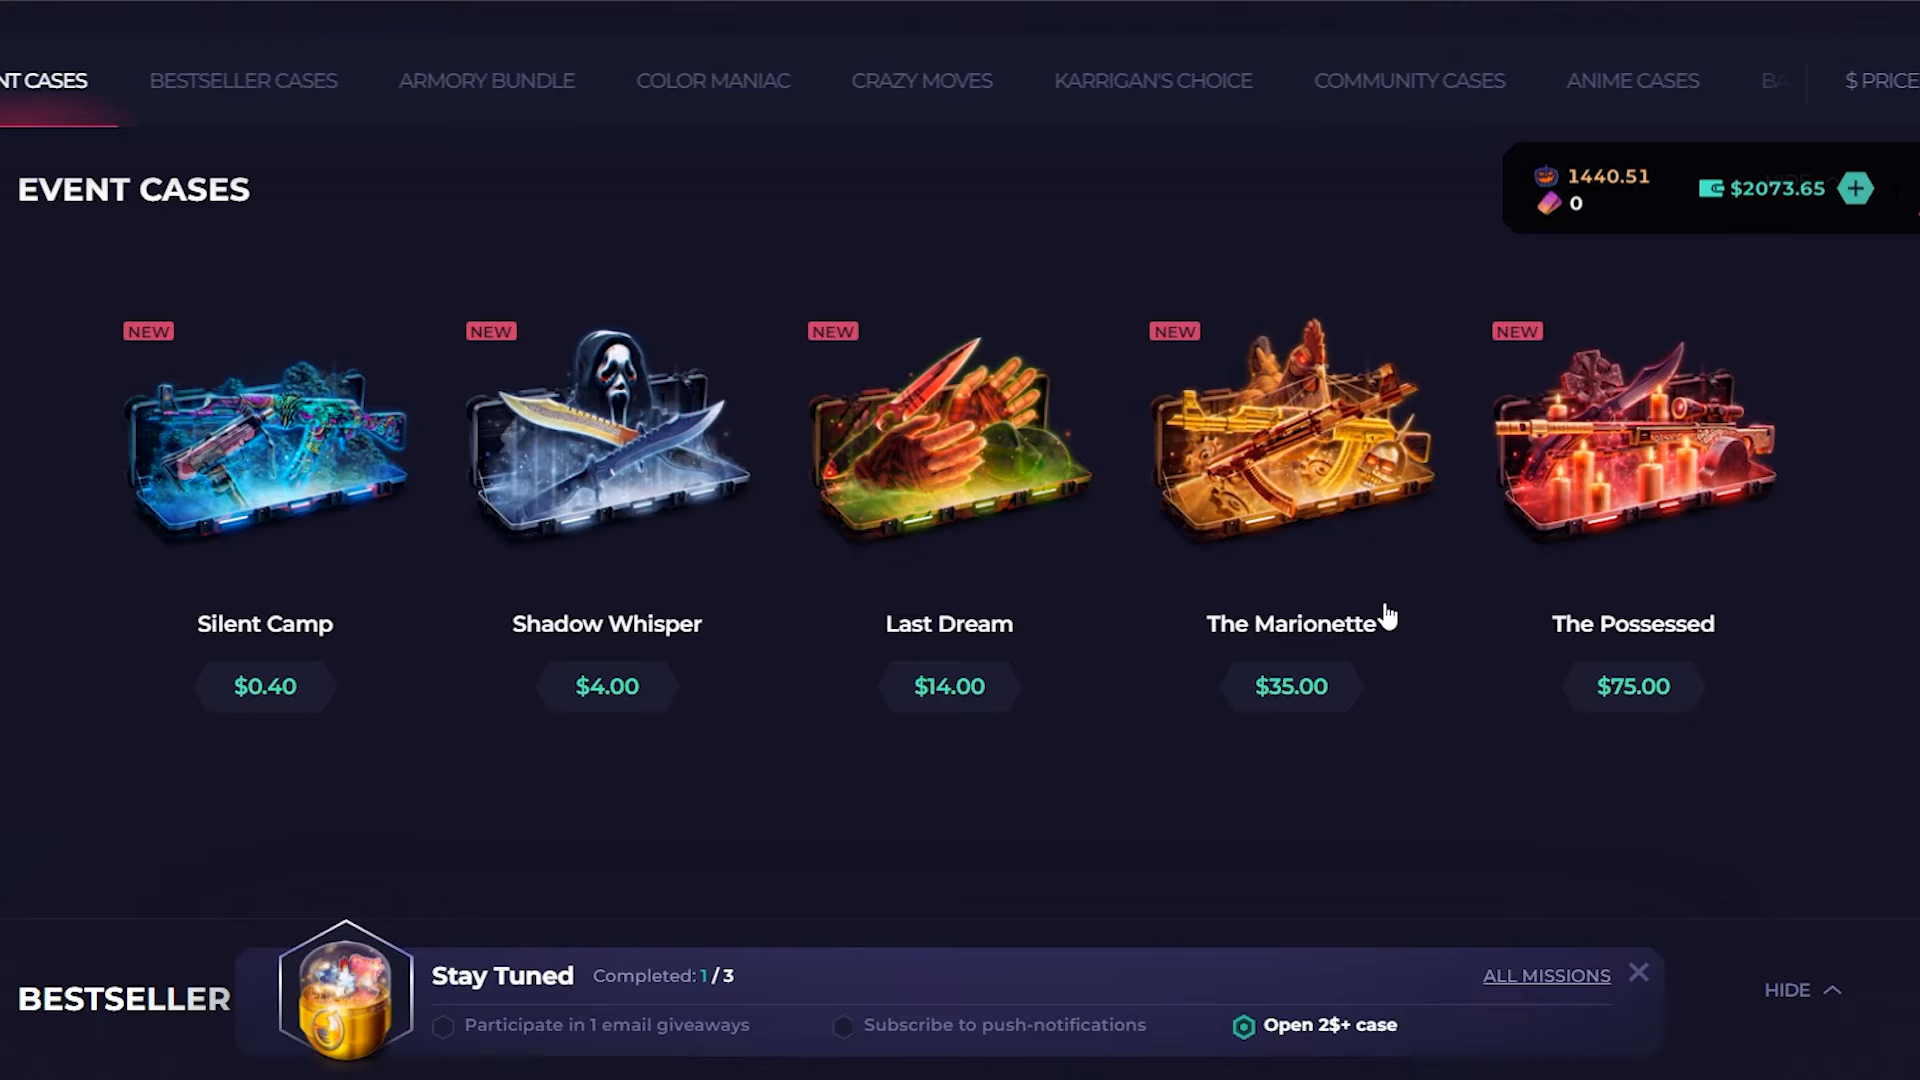 NT CASES
BESTSELLER CASES
ARMORY BUNDLE
COLOR MANIAC
CRAZY MOVES
KARRIGAN'S CHOICE
COMMUNITY CASES
ANIME CASES
BA
$ PRICE
EVENT CASES
1440.51
0
$2073.65
NEW
NEW
NEW
NEW
NEW
Silent Camp
Shadow Whisper
Last Dream
The Marionette
The Possessed
$0.40
$4.00
$14.00
$35.00
$75.00
BESTSELLER
Stay Tuned
Completed: 1 / 3
ALL MISSIONS
Participate in 1 email giveaways
Subscribe to push-notifications
Open 2$+ case
HIDE